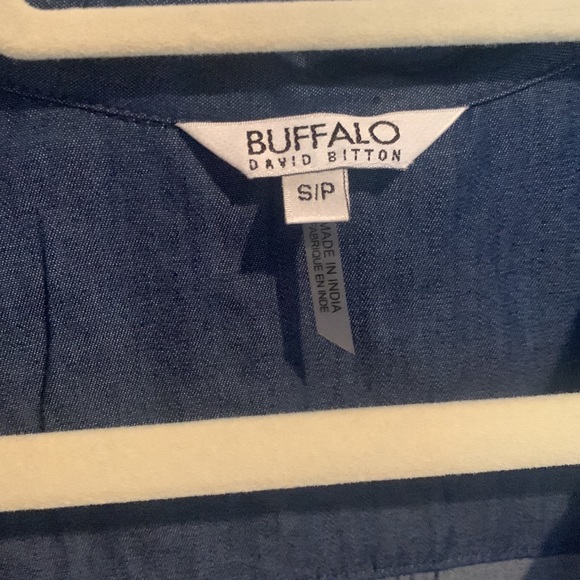 BUFFALO
DAVID BITTON
S/P
MADE IN INDIA
FABRIQUE EN INDE